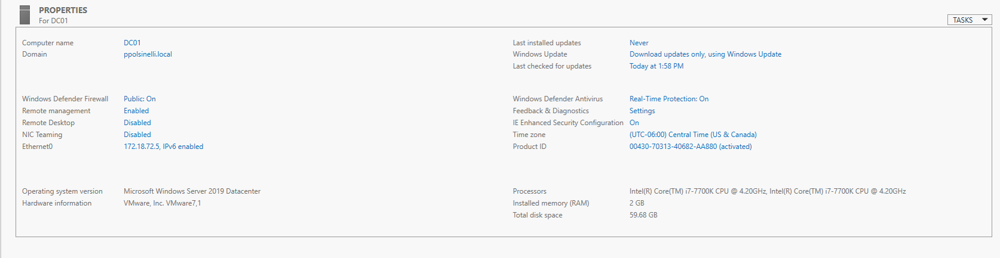 PROPERTIES
For DC01
TASKS
Computer name DC01 Last installed updates Never
Domain ppolsinelli.local Windows Update Download updates only, using Windows Update
Last checked for updates Today at 1:58 PM
Windows Defender Firewall Public: On Windows Defender Antivirus Real-Time Protection: On
Remote management Enabled Feedback & Diagnostics Settings
Remote Desktop Disabled IE Enhanced Security Configuration On
NIC Teaming Disabled Time zone (UTC-06:00) Central Time (US & Canada)
Ethernet0 172.18.72.5, IPv6 enabled Product ID 00430-70313-40682-AA880 (activated)
Operating system version Microsoft Windows Server 2019 Datacenter Processors Intel(R) Core(TM) i7-7700K CPU @ 4.20GHz, Intel(R) Core(TM) i7-7700K CPU @ 4.20GHz
Hardware information VMware, Inc. VMware7,1 Installed memory (RAM) 2 GB
Total disk space 59.68 GB